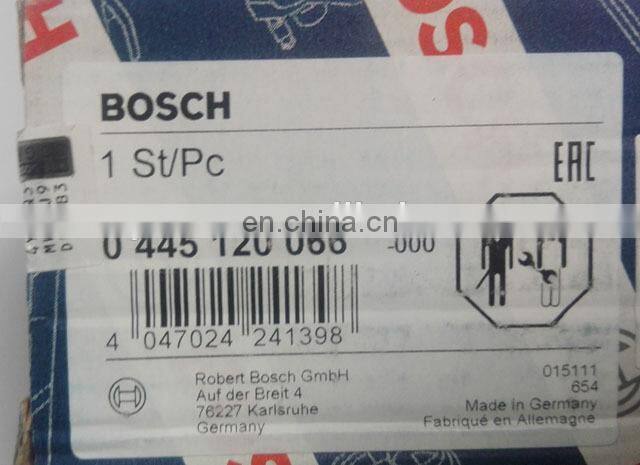 BOSCH
1 St/Pc
EAC
en.china.cn
0 445 120 066 -000
4 047024 241398
Robert Bosch GmbH
Auf der Breit 4
76227 Karlsruhe
Germany
015111
654
Made in Germany
Fabriqué en Allemagne